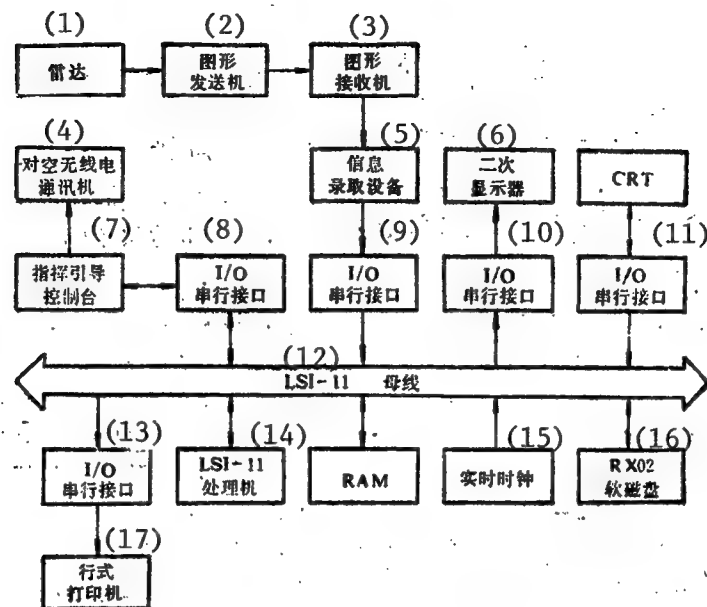 (1)
雷达
(2)
图形
发送机
(3)
图形
接收机
(4)
对空无线电
通讯机
(5)
信息
录取设备
(6)
二次
显示器
CRT
(7)
指挥引导
控制台
(8)
I/O
串行接口
(9)
I/O
串行接口
(10)
I/O
串行接口
(11)
I/O
串行接口
(12)
LSI-11 母线
(13)
I/O
串行接口
(14)
LSI-11
处理机
RAM
(15)
实时时钟
(16)
RX02
软磁盘
(17)
行式
打印机